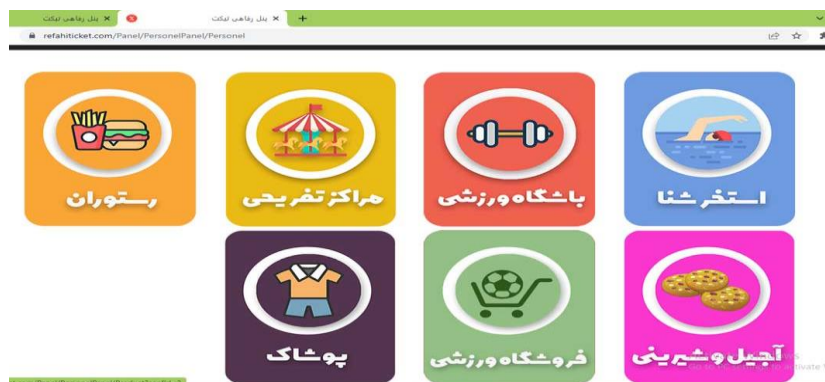 پنل رفاهی تیکت
پنل رفاهی تیکت
refahiticket.com/Panel/PersonelPanel/Personel
استخر شنا
باشگاه ورزشی
مراکز تفریحی
رستوران
آجیل و شیرینی
فروشگاه ورزشی
پوشاک